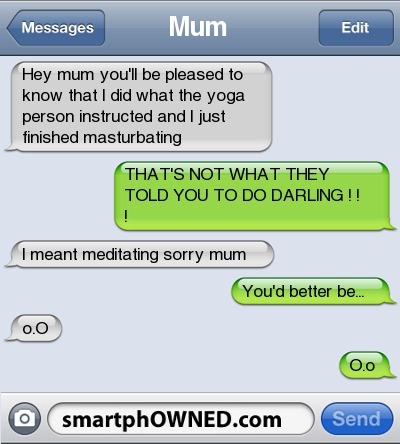 Messages
Mum
Edit
Hey mum you'll be pleased to
know that I did what the yoga
person instructed and I just
finished masturbating
THAT'S NOT WHAT THEY
TOLD YOU TO DO DARLING ! !
!
I meant meditating sorry mum
You'd better be...
o.O
O.o
smartphOWNED.com
Send